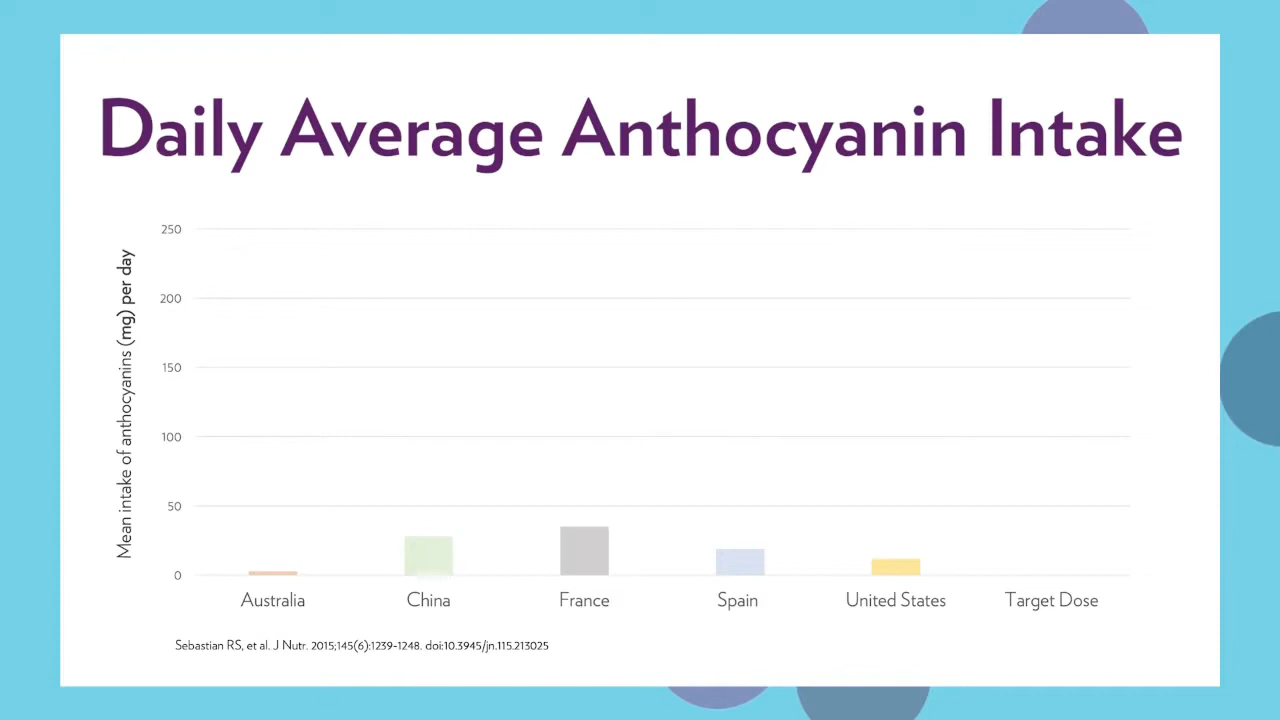 Daily Average Anthocyanin Intake
Mean intake of anthocyanins (mg) per day
250
200
150
100
50
0
Australia
China
France
Spain
United States
Target Dose
Sebastian RS, et al. J Nutr. 2015;145(6):1239-1248. doi:10.3945/jn.115.213025